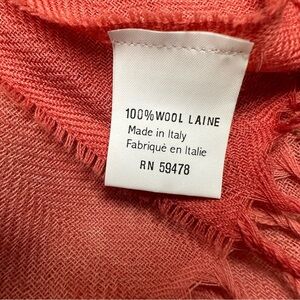 100% WOOL LAINE
Made in Italy
Fabriqué en Italie
RN 59478